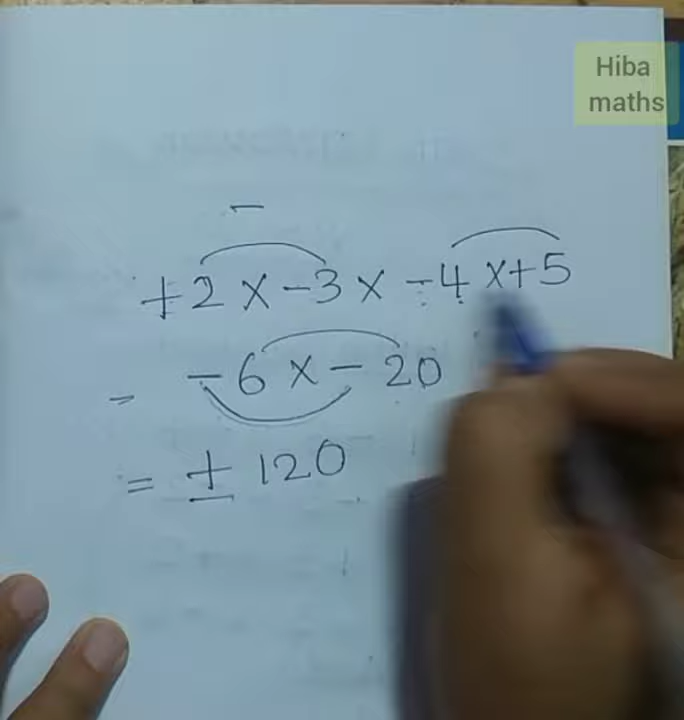 Hiba
maths
-
+2 x -3 x -4 x +5
= -6 x -20
= + 120